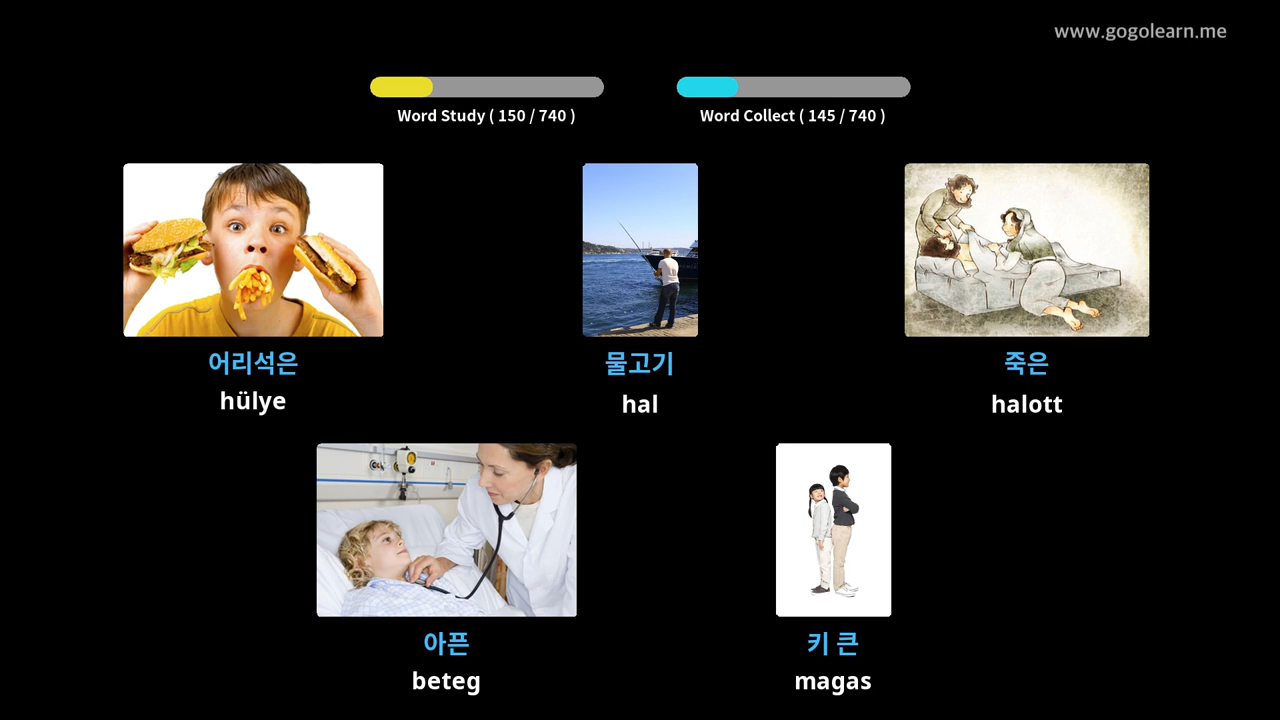 www.gogolearn.me
Word Study ( 150 / 740 )
Word Collect ( 145 / 740 )
어리석은
hülye
물고기
hal
죽은
halott
아픈
beteg
키 큰
magas